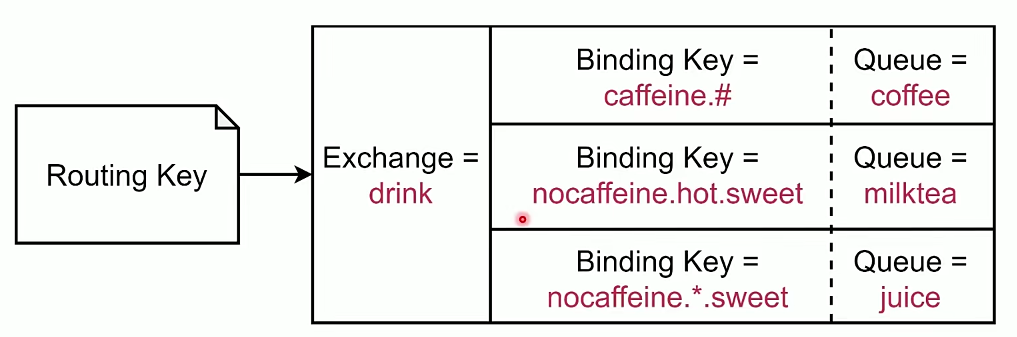 Routing Key
Exchange =
drink
Binding Key =
caffeine.#
Queue =
coffee
Binding Key =
nocaffeine.hot.sweet
Queue =
milktea
Binding Key =
nocaffeine.*.sweet
Queue =
juice